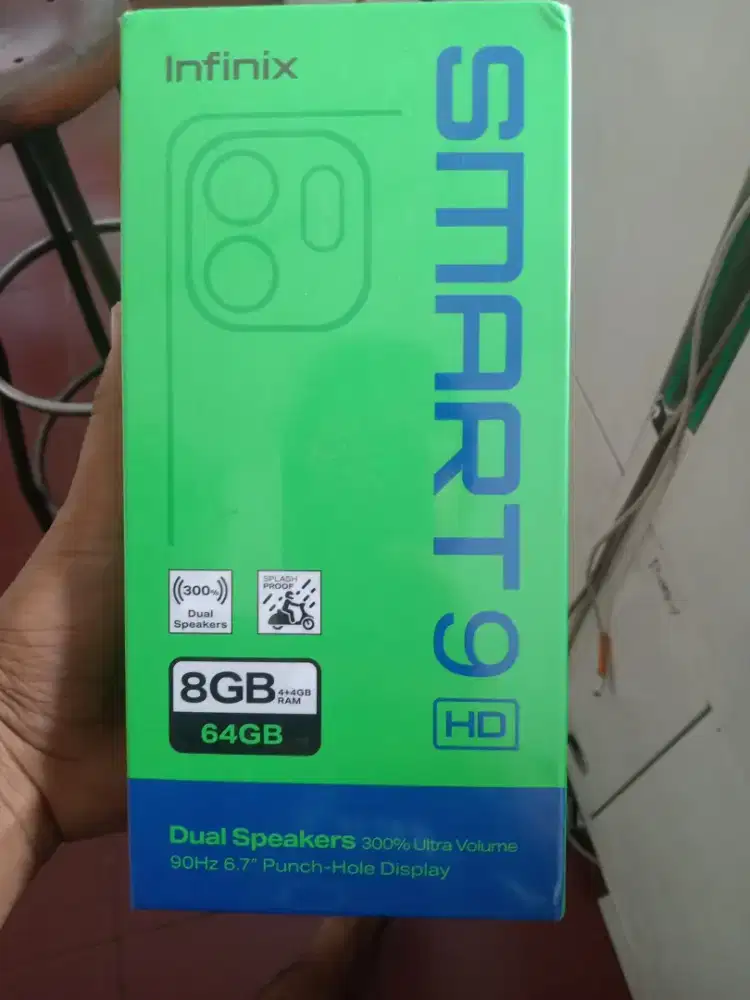 Infinix
SMART 9
HD
300%
Dual
Speakers
SPLASH
PROOF
8GB 4+4GB
RAM
64GB
Dual Speakers 300% Ultra Volume
90Hz 6.7" Punch-Hole Display